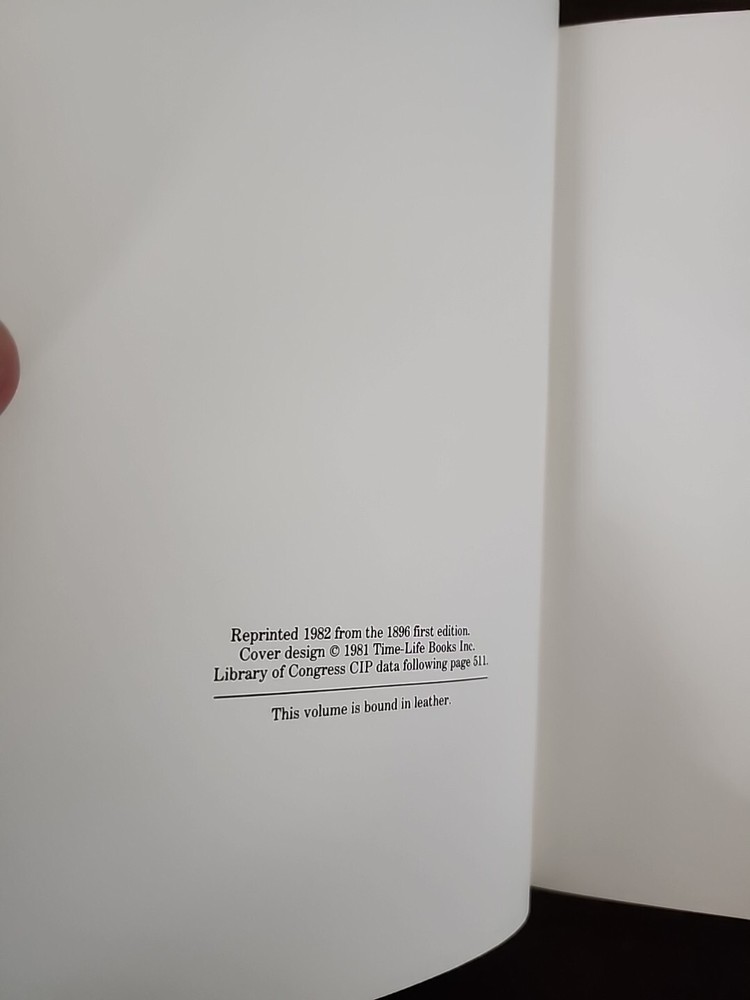 Reprinted 1982 from the 1896 first edition.
Cover design © 1981 Time-Life Books Inc.
Library of Congress CIP data following page 511.
This volume is bound in leather.